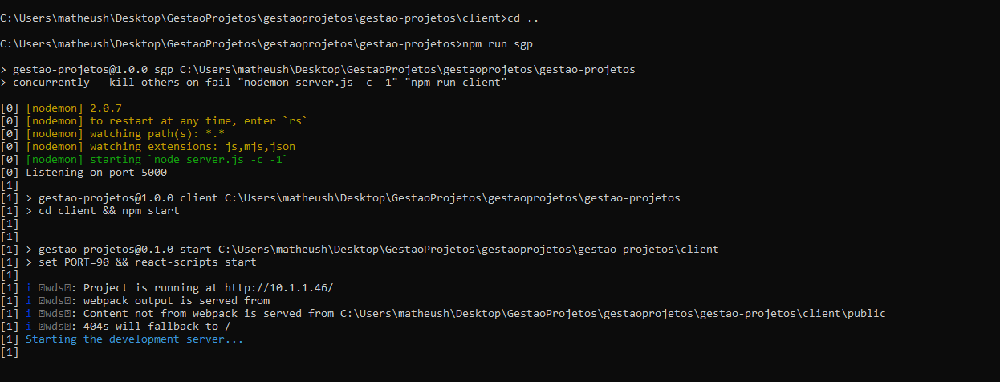 C:\Users\matheush\Desktop\GestaoProjetos\gestaoprojetos\gestao-projetos\client>cd ..
C:\Users\matheush\Desktop\GestaoProjetos\gestaoprojetos\gestao-projetos>npm run sgp
> gestao-projetos@1.0.0 sgp C:\Users\matheush\Desktop\GestaoProjetos\gestaoprojetos\gestao-projetos
> concurrently --kill-others-on-fail "nodemon server.js -c -1" "npm run client"
[0] [nodemon] 2.0.7
[0] [nodemon] to restart at any time, enter `rs`
[0] [nodemon] watching path(s): *.*
[0] [nodemon] watching extensions: js,mjs,json
[0] [nodemon] starting `node server.js -c -1`
[0] Listening on port 5000
[1]
[1] > gestao-projetos@1.0.0 client C:\Users\matheush\Desktop\GestaoProjetos\gestaoprojetos\gestao-projetos
[1] > cd client && npm start
[1]
[1]
[1] > gestao-projetos@0.1.0 start C:\Users\matheush\Desktop\GestaoProjetos\gestaoprojetos\gestao-projetos\client
[1] > set PORT=90 && react-scripts start
[1]
[1] i ⍰wds⍰: Project is running at http://10.1.1.46/
[1] i ⍰wds⍰: webpack output is served from
[1] i ⍰wds⍰: Content not from webpack is served from C:\Users\matheush\Desktop\GestaoProjetos\gestaoprojetos\gestao-projetos\client\public
[1] i ⍰wds⍰: 404s will fallback to /
[1] Starting the development server...
[1]